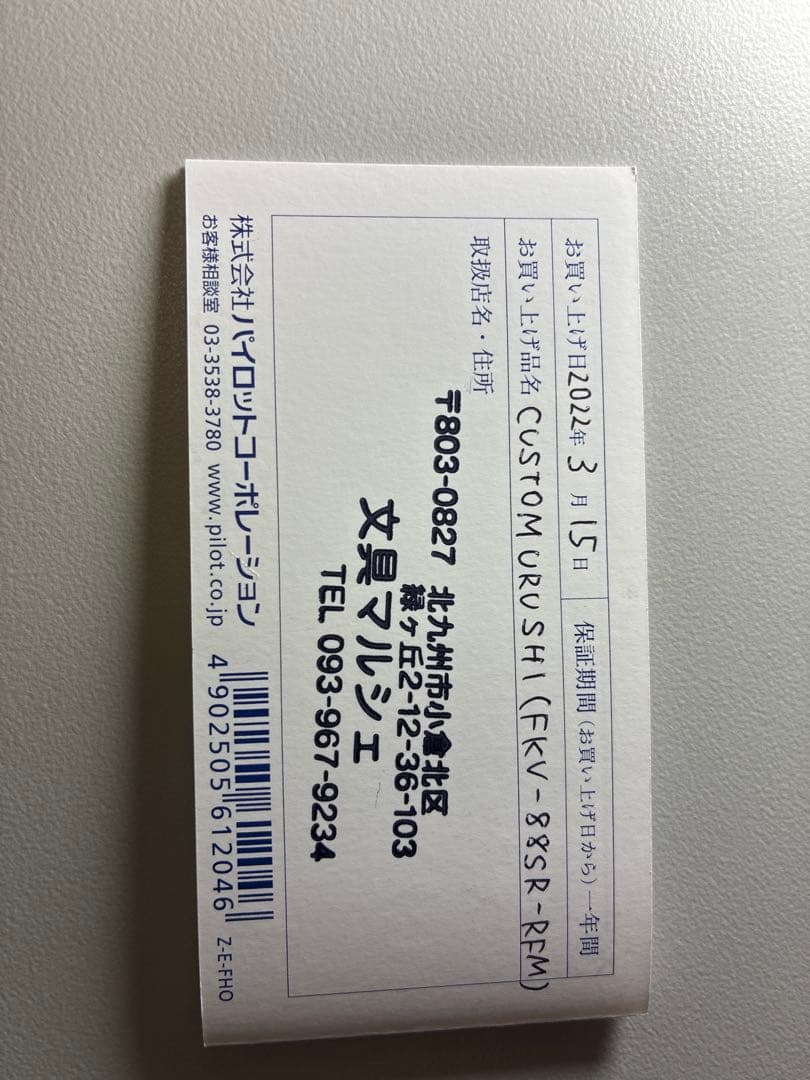 お買い上げ日2022年 3 月 15日 保証期間(お買い上げ日から)一年間
お買い上げ品名 CUSTOM URUSHI (FKV-88SR-RFM)
取扱店名・住所
〒803-0827 北九州市小倉北区
緑ヶ丘2-12-36-103
文具マルシェ
TEL 093-967-9234
株式会社パイロットコーポレーション
お客様相談室 03-3538-3780 www.pilot.co.jp
4 902505 612046
Z-E-FHO